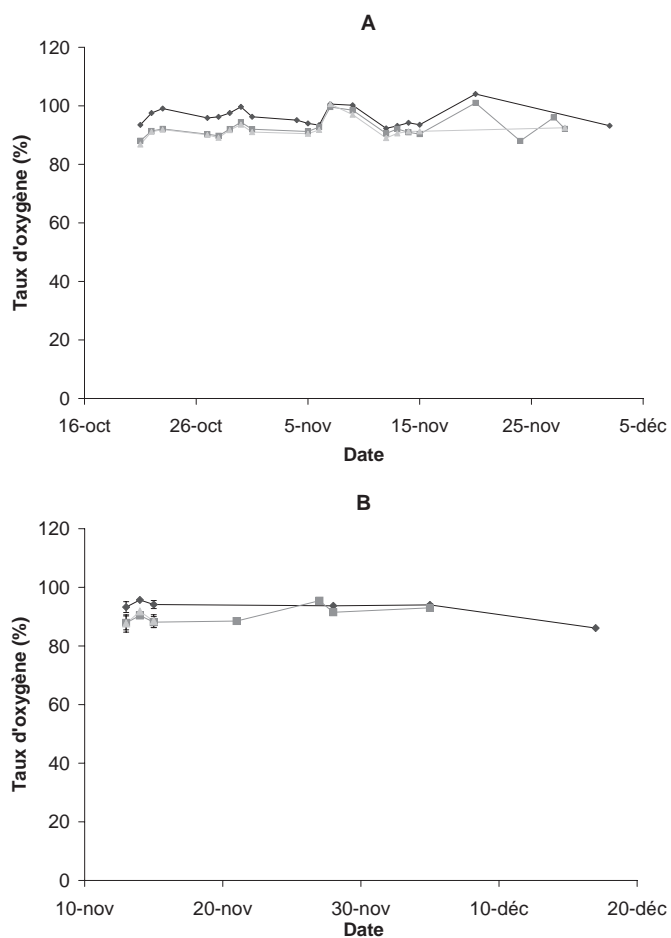 A
120
100
80
60
40
20
0
Taux d'oxygène (%)
16-oct 26-oct 5-nov 15-nov 25-nov 5-déc
Date
B
120
100
80
60
40
20
0
Taux d'oxygène (%)
10-nov 20-nov 30-nov 10-déc 20-déc
Date